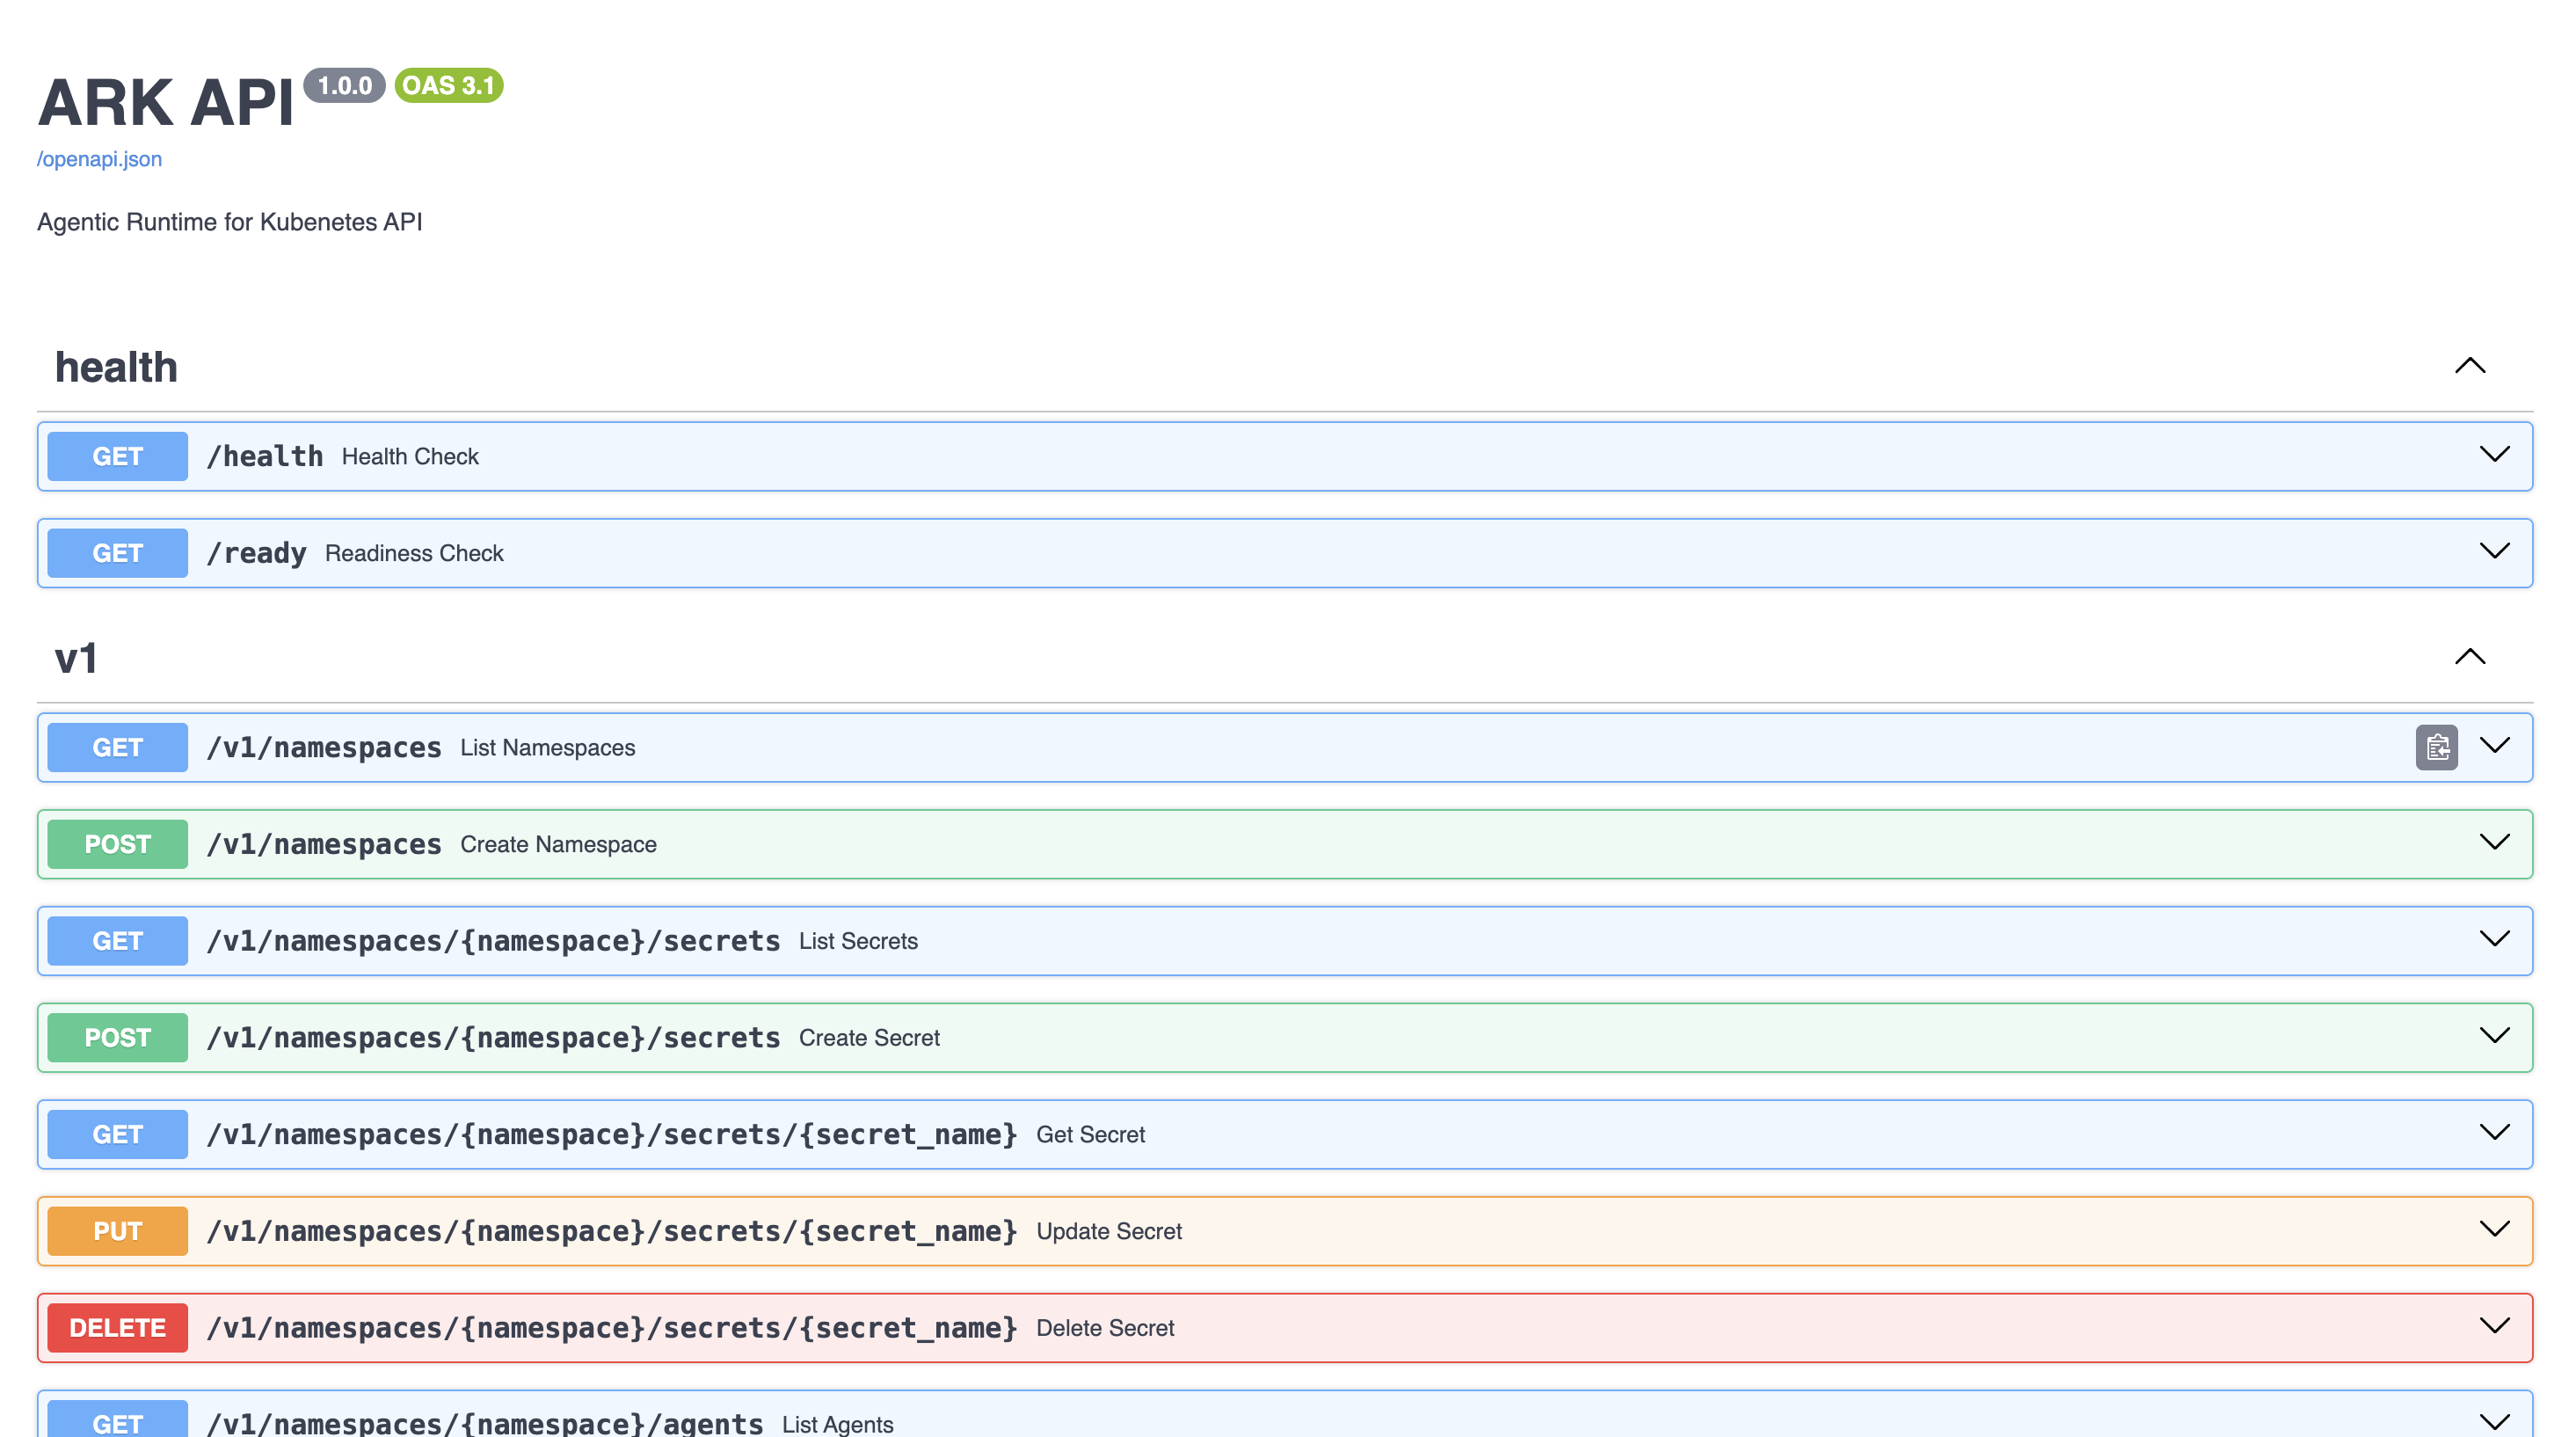 ARK API 1.0.0 OAS 3.1
/openapi.json
Agentic Runtime for Kubenetes API
health
GET /health Health Check
GET /ready Readiness Check
v1
GET /v1/namespaces List Namespaces
POST /v1/namespaces Create Namespace
GET /v1/namespaces/{namespace}/secrets List Secrets
POST /v1/namespaces/{namespace}/secrets Create Secret
GET /v1/namespaces/{namespace}/secrets/{secret_name} Get Secret
PUT /v1/namespaces/{namespace}/secrets/{secret_name} Update Secret
DELETE /v1/namespaces/{namespace}/secrets/{secret_name} Delete Secret
GET /v1/namespaces/{namespace}/agents List Agents